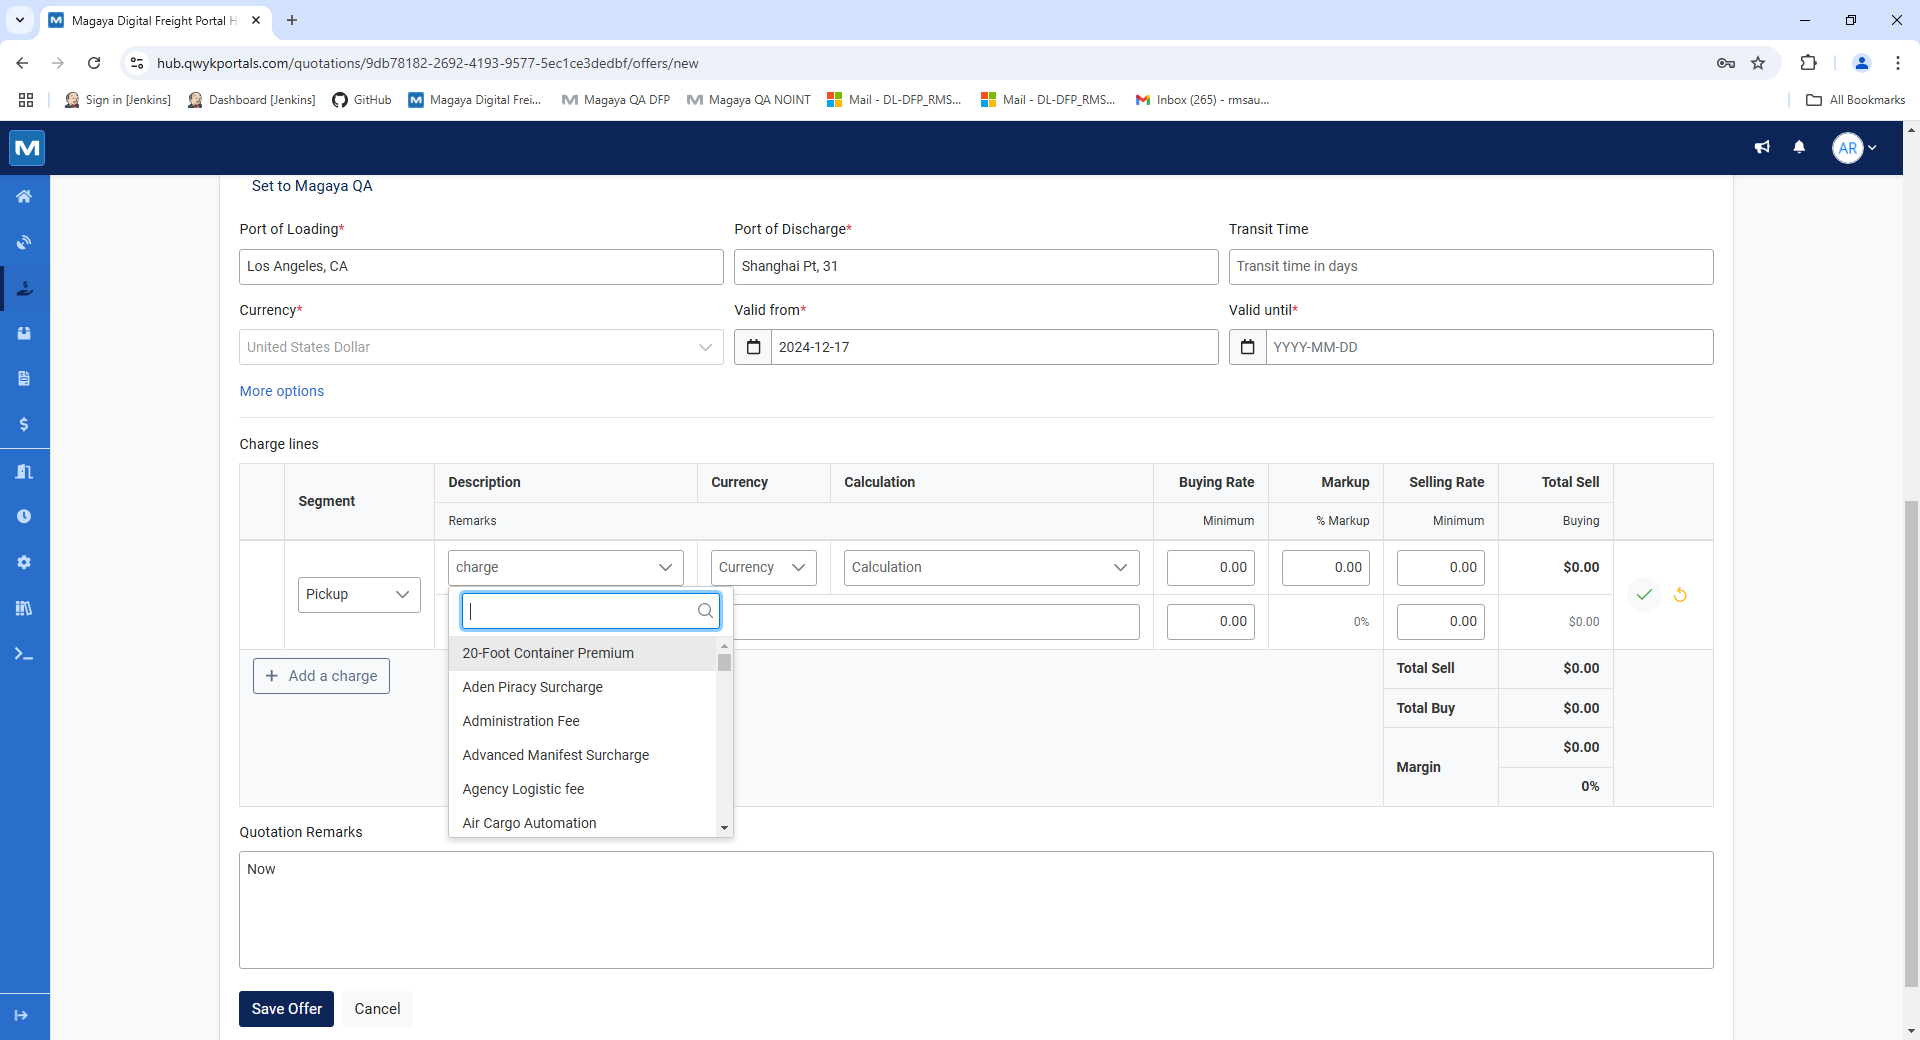 Magaya Digital Freight Portal H
hub.qwykportals.com/quotations/9db78182-2692-4193-9577-5ec1ce3dedbf/offers/new
Sign in [Jenkins]
Dashboard [Jenkins]
GitHub
Magaya Digital Frei...
Magaya QA DFP
Magaya QA NOINT
Mail - DL-DFP_RMS...
Mail - DL-DFP_RMS...
Inbox (265) - rmsau...
All Bookmarks
AR
Set to Magaya QA
Port of Loading*
Port of Discharge*
Transit Time
Los Angeles, CA
Shanghai Pt, 31
Transit time in days
Currency*
Valid from*
Valid until*
United States Dollar
2024-12-17
YYYY-MM-DD
More options
Charge lines
Segment
Description
Currency
Calculation
Buying Rate
Markup
Selling Rate
Total Sell
Remarks
Minimum
% Markup
Minimum
Buying
Pickup
charge
Currency
Calculation
0.00
0.00
0.00
$0.00
0.00
0%
0.00
$0.00
20-Foot Container Premium
Aden Piracy Surcharge
Administration Fee
Advanced Manifest Surcharge
Agency Logistic fee
Air Cargo Automation
+ Add a charge
Total Sell
$0.00
Total Buy
$0.00
Margin
$0.00
0%
Quotation Remarks
Now
Save Offer
Cancel